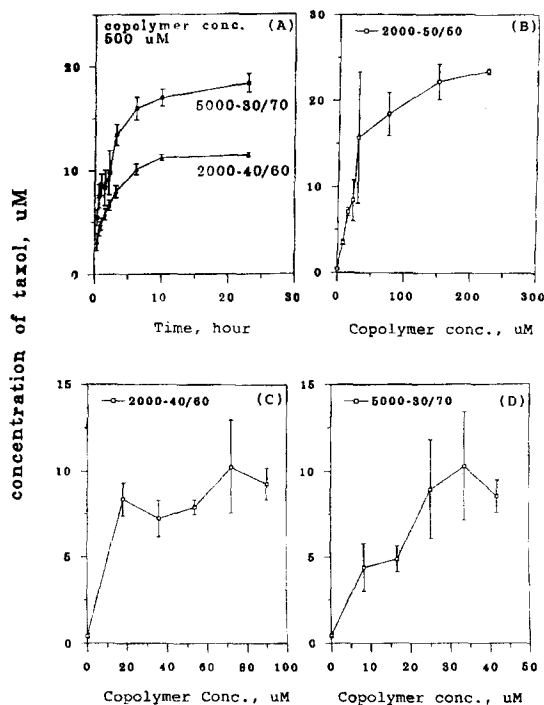 concentration of taxol, uM
copolymer conc. (A)
500 uM
20
10
0
5000-30/70
2000-40/60
0 10 20 30
Time, hour
2000-50/50 (B)
30
20
10
0
0 100 200 300
Copolymer conc., uM
2000-40/60 (C)
15
10
5
0
0 20 40 60 80 100
Copolymer Conc., uM
5000-30/70 (D)
15
10
5
0
0 10 20 30 40 50
Copolymer conc., uM